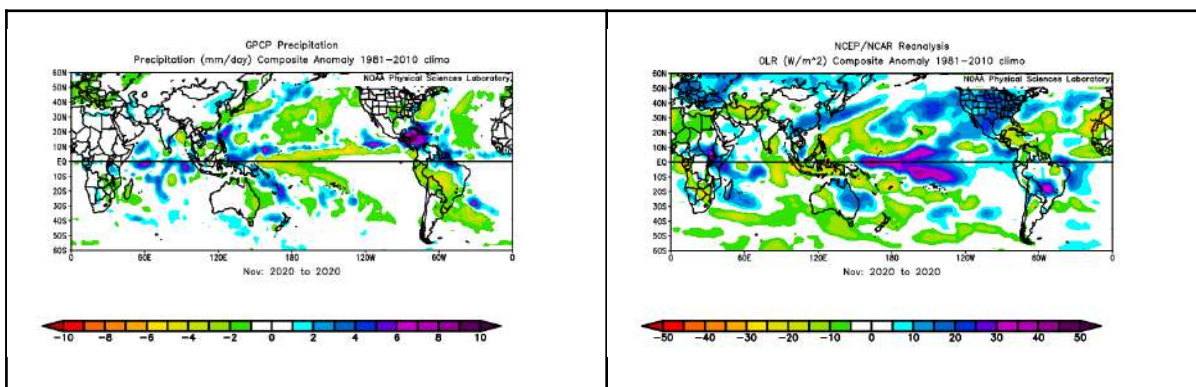 GPCP Precipitation
Precipitation (mm/day) Composite Anomaly 1981-2010 climo
NOAA Physical Sciences Laboratory
60N
50N
40N
30N
20N
10N
EQ
10S
20S
30S
40S
50S
60S
0 60E 120E 180 120W 60W 0
Nov: 2020 to 2020
-10 -8 -6 -4 -2 0 2 4 6 8 10
NCEP/NCAR Reanalysis
OLR (W/m^2) Composite Anomaly 1981-2010 climo
NOAA Physical Sciences Laboratory
60N
50N
40N
30N
20N
10N
EQ
10S
20S
30S
40S
50S
60S
0 60E 120E 180 120W 60W 0
Nov: 2020 to 2020
-50 -40 -30 -20 -10 0 10 20 30 40 50